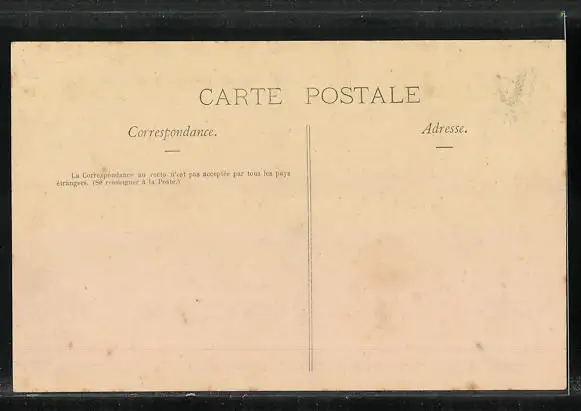 CARTE POSTALE
Correspondance.
Adresse.
La Correspondance au recto n'est pas acceptée par tous les pays
étrangers. (Se renseigner à la Poste.)